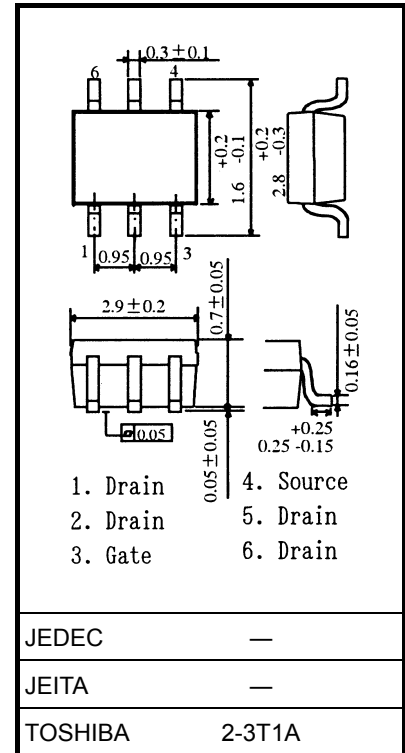 0.3±0.1
6 4
+0.2
1.6 -0.1
+0.2
2.8 -0.3
1 0.95 0.95 3
2.9±0.2
0.7±0.05
0.16±0.05
0.05
0.05±0.05
+0.25
0.25 -0.15
1. Drain
2. Drain
3. Gate
4. Source
5. Drain
6. Drain
JEDEC —
JEITA —
TOSHIBA 2-3T1A